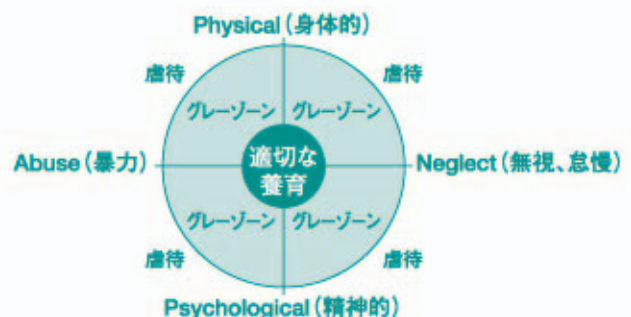 Physical（身体的）
虐待 虐待
グレーゾーン グレーゾーン
Abuse（暴力） 適切な Neglect（無視、怠慢）
養育
グレーゾーン グレーゾーン
虐待 虐待
Psychological（精神的）